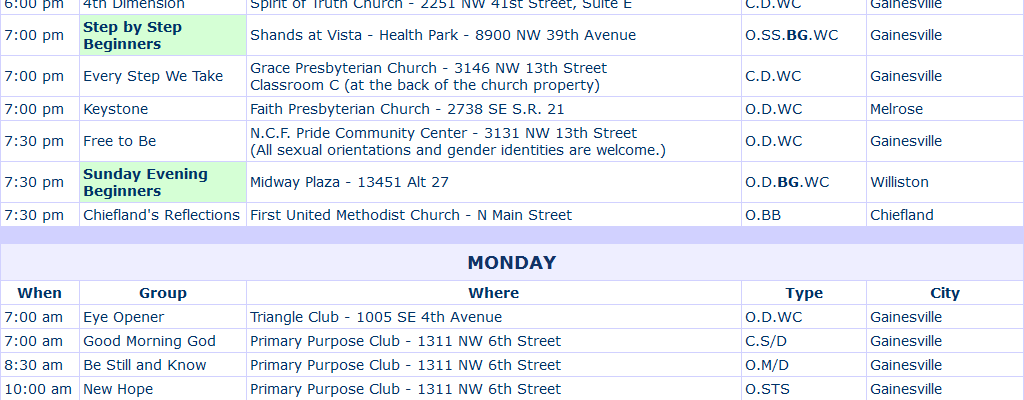 6:00 pm 4th Dimension Spirit of Truth Church - 2251 NW 41st Street, Suite E C.D.WC Gainesville
7:00 pm Step by Step Beginners Shands at Vista - Health Park - 8900 NW 39th Avenue O.SS.BG.WC Gainesville
7:00 pm Every Step We Take Grace Presbyterian Church - 3146 NW 13th Street
Classroom C (at the back of the church property) C.D.WC Gainesville
7:00 pm Keystone Faith Presbyterian Church - 2738 SE S.R. 21 O.D.WC Melrose
7:30 pm Free to Be N.C.F. Pride Community Center - 3131 NW 13th Street
(All sexual orientations and gender identities are welcome.) O.D.WC Gainesville
7:30 pm Sunday Evening Beginners Midway Plaza - 13451 Alt 27 O.D.BG.WC Williston
7:30 pm Chiefland's Reflections First United Methodist Church - N Main Street O.BB Chiefland
MONDAY
When Group Where Type City
7:00 am Eye Opener Triangle Club - 1005 SE 4th Avenue O.D.WC Gainesville
7:00 am Good Morning God Primary Purpose Club - 1311 NW 6th Street C.S/D Gainesville
8:30 am Be Still and Know Primary Purpose Club - 1311 NW 6th Street O.M/D Gainesville
10:00 am New Hope Primary Purpose Club - 1311 NW 6th Street O.STS Gainesville